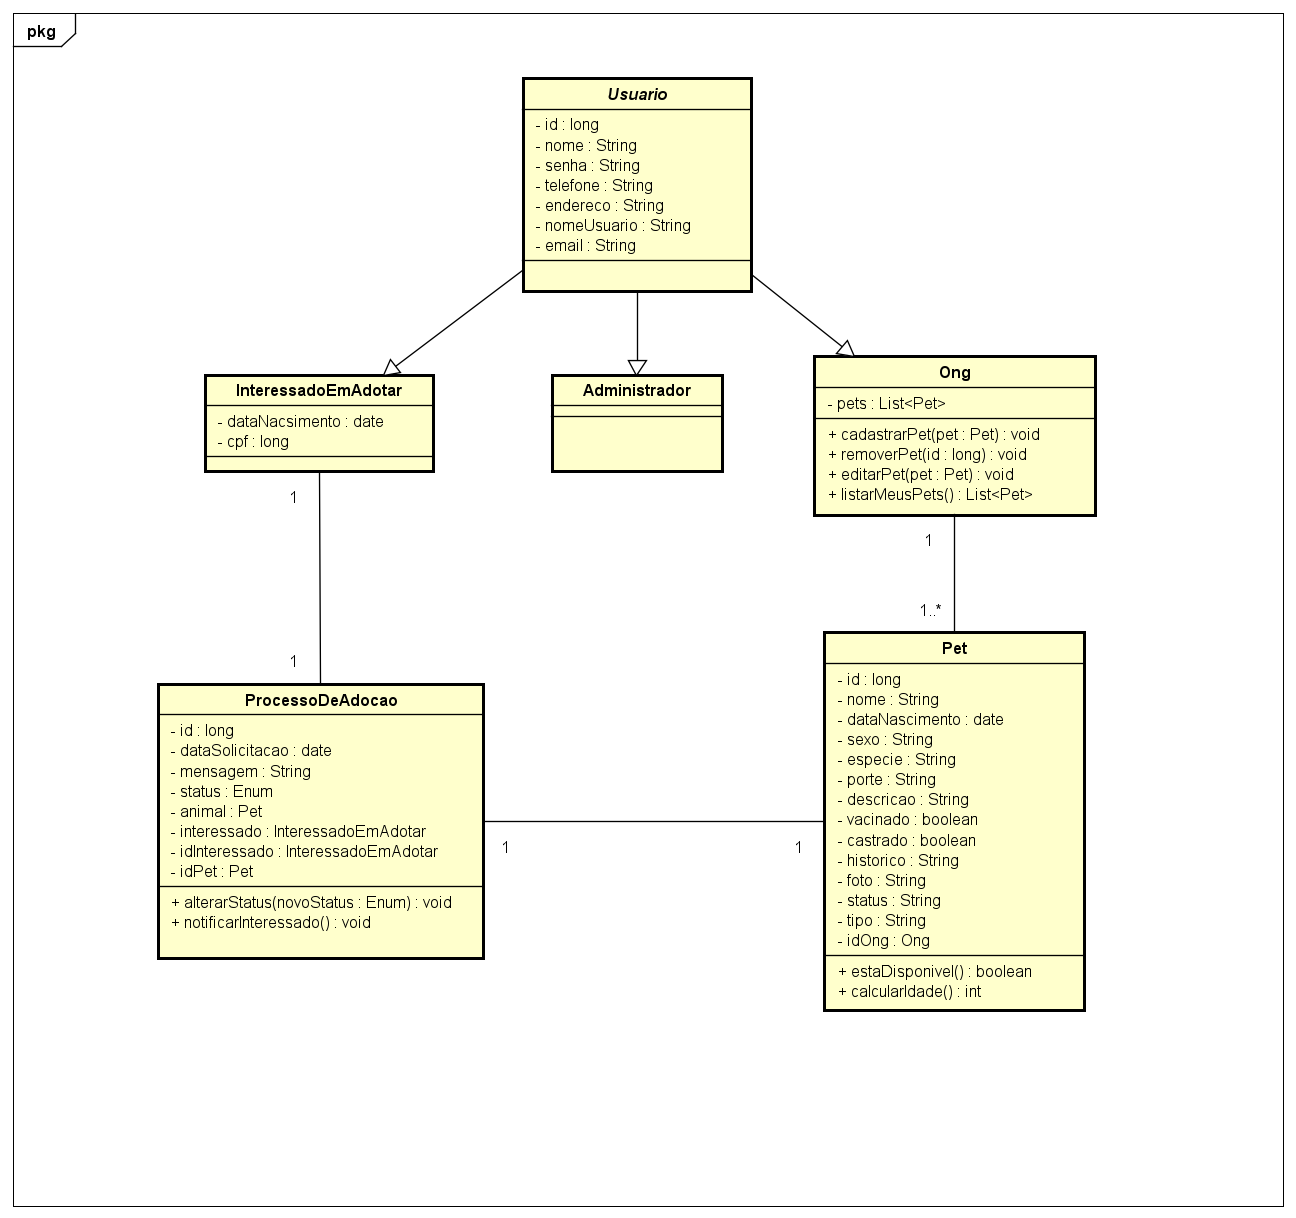 pkg
Usuario
- id : long
- nome : String
- senha : String
- telefone : String
- endereco : String
- nomeUsuario : String
- email : String
InteressadoEmAdotar
- dataNacsimento : date
- cpf : long
Administrador
Ong
- pets : List<Pet>
+ cadastrarPet(pet : Pet) : void
+ removerPet(id : long) : void
+ editarPet(pet : Pet) : void
+ listarMeusPets() : List<Pet>
1
1
1
1..*
ProcessoDeAdocao
- id : long
- dataSolicitacao : date
- mensagem : String
- status : Enum
- animal : Pet
- interessado : InteressadoEmAdotar
- idInteressado : InteressadoEmAdotar
- idPet : Pet
+ alterarStatus(novoStatus : Enum) : void
+ notificarInteressado() : void
1
1
Pet
- id : long
- nome : String
- dataNascimento : date
- sexo : String
- especie : String
- porte : String
- descricao : String
- vacinado : boolean
- castrado : boolean
- historico : String
- foto : String
- status : String
- tipo : String
- idOng : Ong
+ estaDisponivel() : boolean
+ calcularIdade() : int